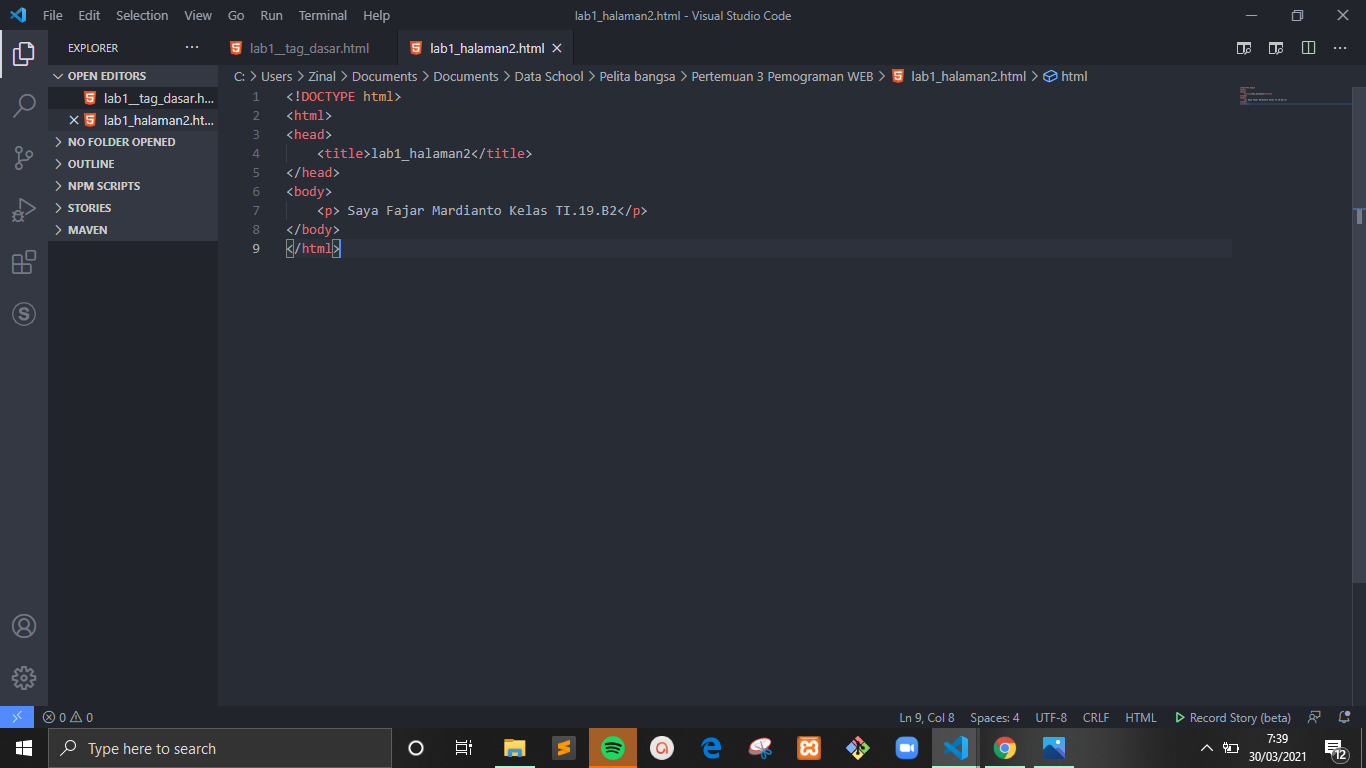 File Edit Selection View Go Run Terminal Help lab1_halaman2.html - Visual Studio Code
EXPLORER ··· lab1__tag_dasar.html lab1_halaman2.html
OPEN EDITORS
lab1__tag_dasar.h...
lab1_halaman2.ht...
NO FOLDER OPENED
OUTLINE
NPM SCRIPTS
STORIES
MAVEN
C: > Users > Zinal > Documents > Documents > Data School > Pelita bangsa > Pertemuan 3 Pemograman WEB > lab1_halaman2.html > html
1 <!DOCTYPE html>
2 <html>
3 <head>
4 <title>lab1_halaman2</title>
5 </head>
6 <body>
7 <p> Saya Fajar Mardianto Kelas TI.19.B2</p>
8 </body>
9 </html>
0 0 Ln 9, Col 8 Spaces: 4 UTF-8 CRLF HTML Record Story (beta)
Type here to search
7:39
30/03/2021
12